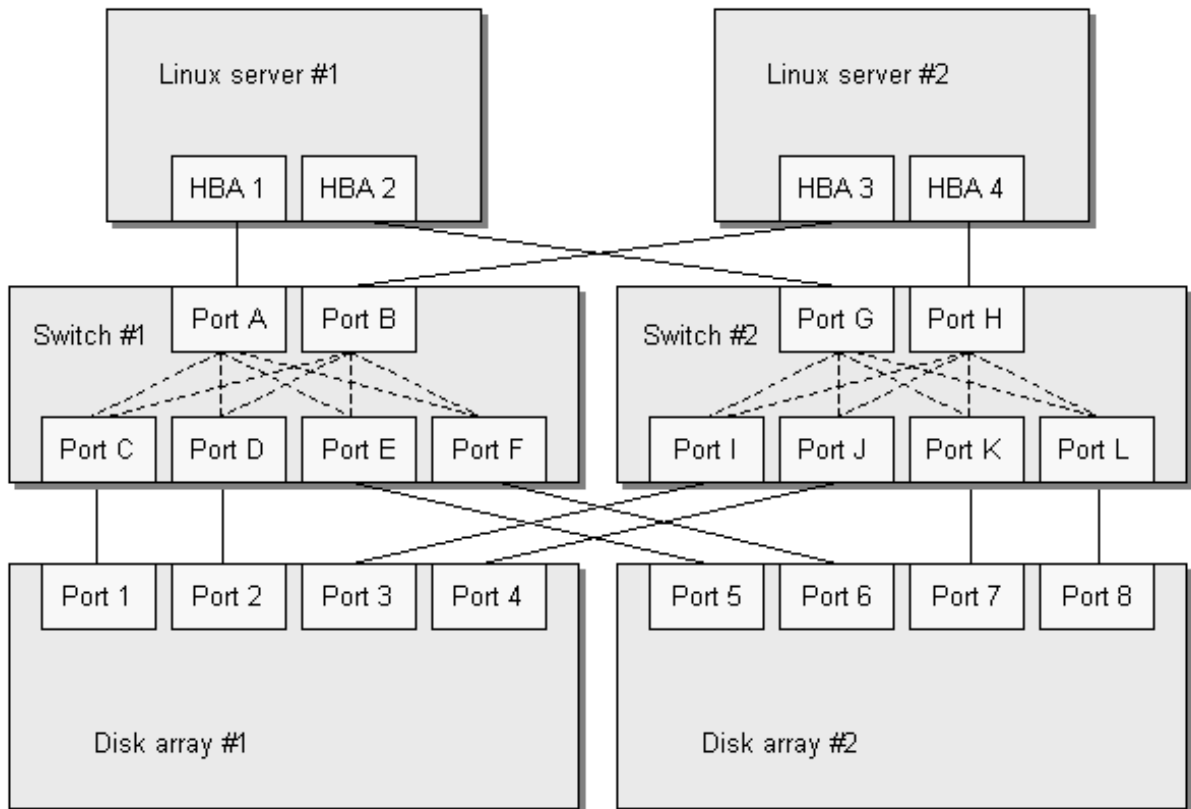 Linux server #1
Linux server #2
HBA 1
HBA 2
HBA 3
HBA 4
Switch #1
Port A
Port B
Switch #2
Port G
Port H
Port C
Port D
Port E
Port F
Port I
Port J
Port K
Port L
Port 1
Port 2
Port 3
Port 4
Port 5
Port 6
Port 7
Port 8
Disk array #1
Disk array #2